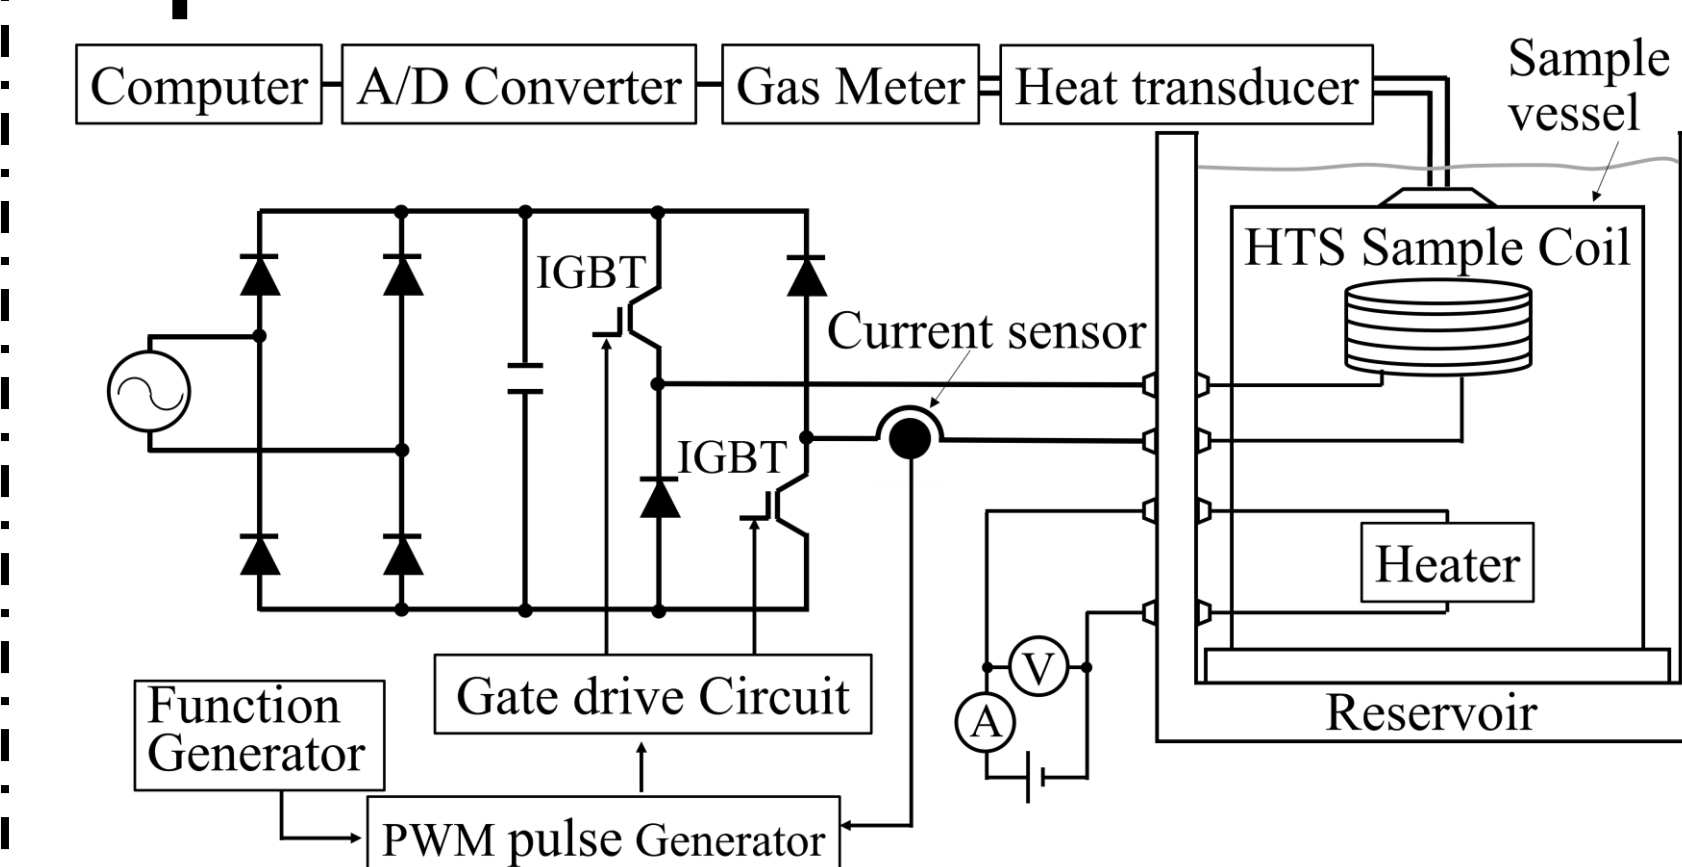 Computer
A/D Converter
Gas Meter
Heat transducer
Sample
vessel
HTS Sample Coil
IGBT
Current sensor
IGBT
Heater
V
A
Reservoir
Gate drive Circuit
Function
Generator
PWM pulse Generator